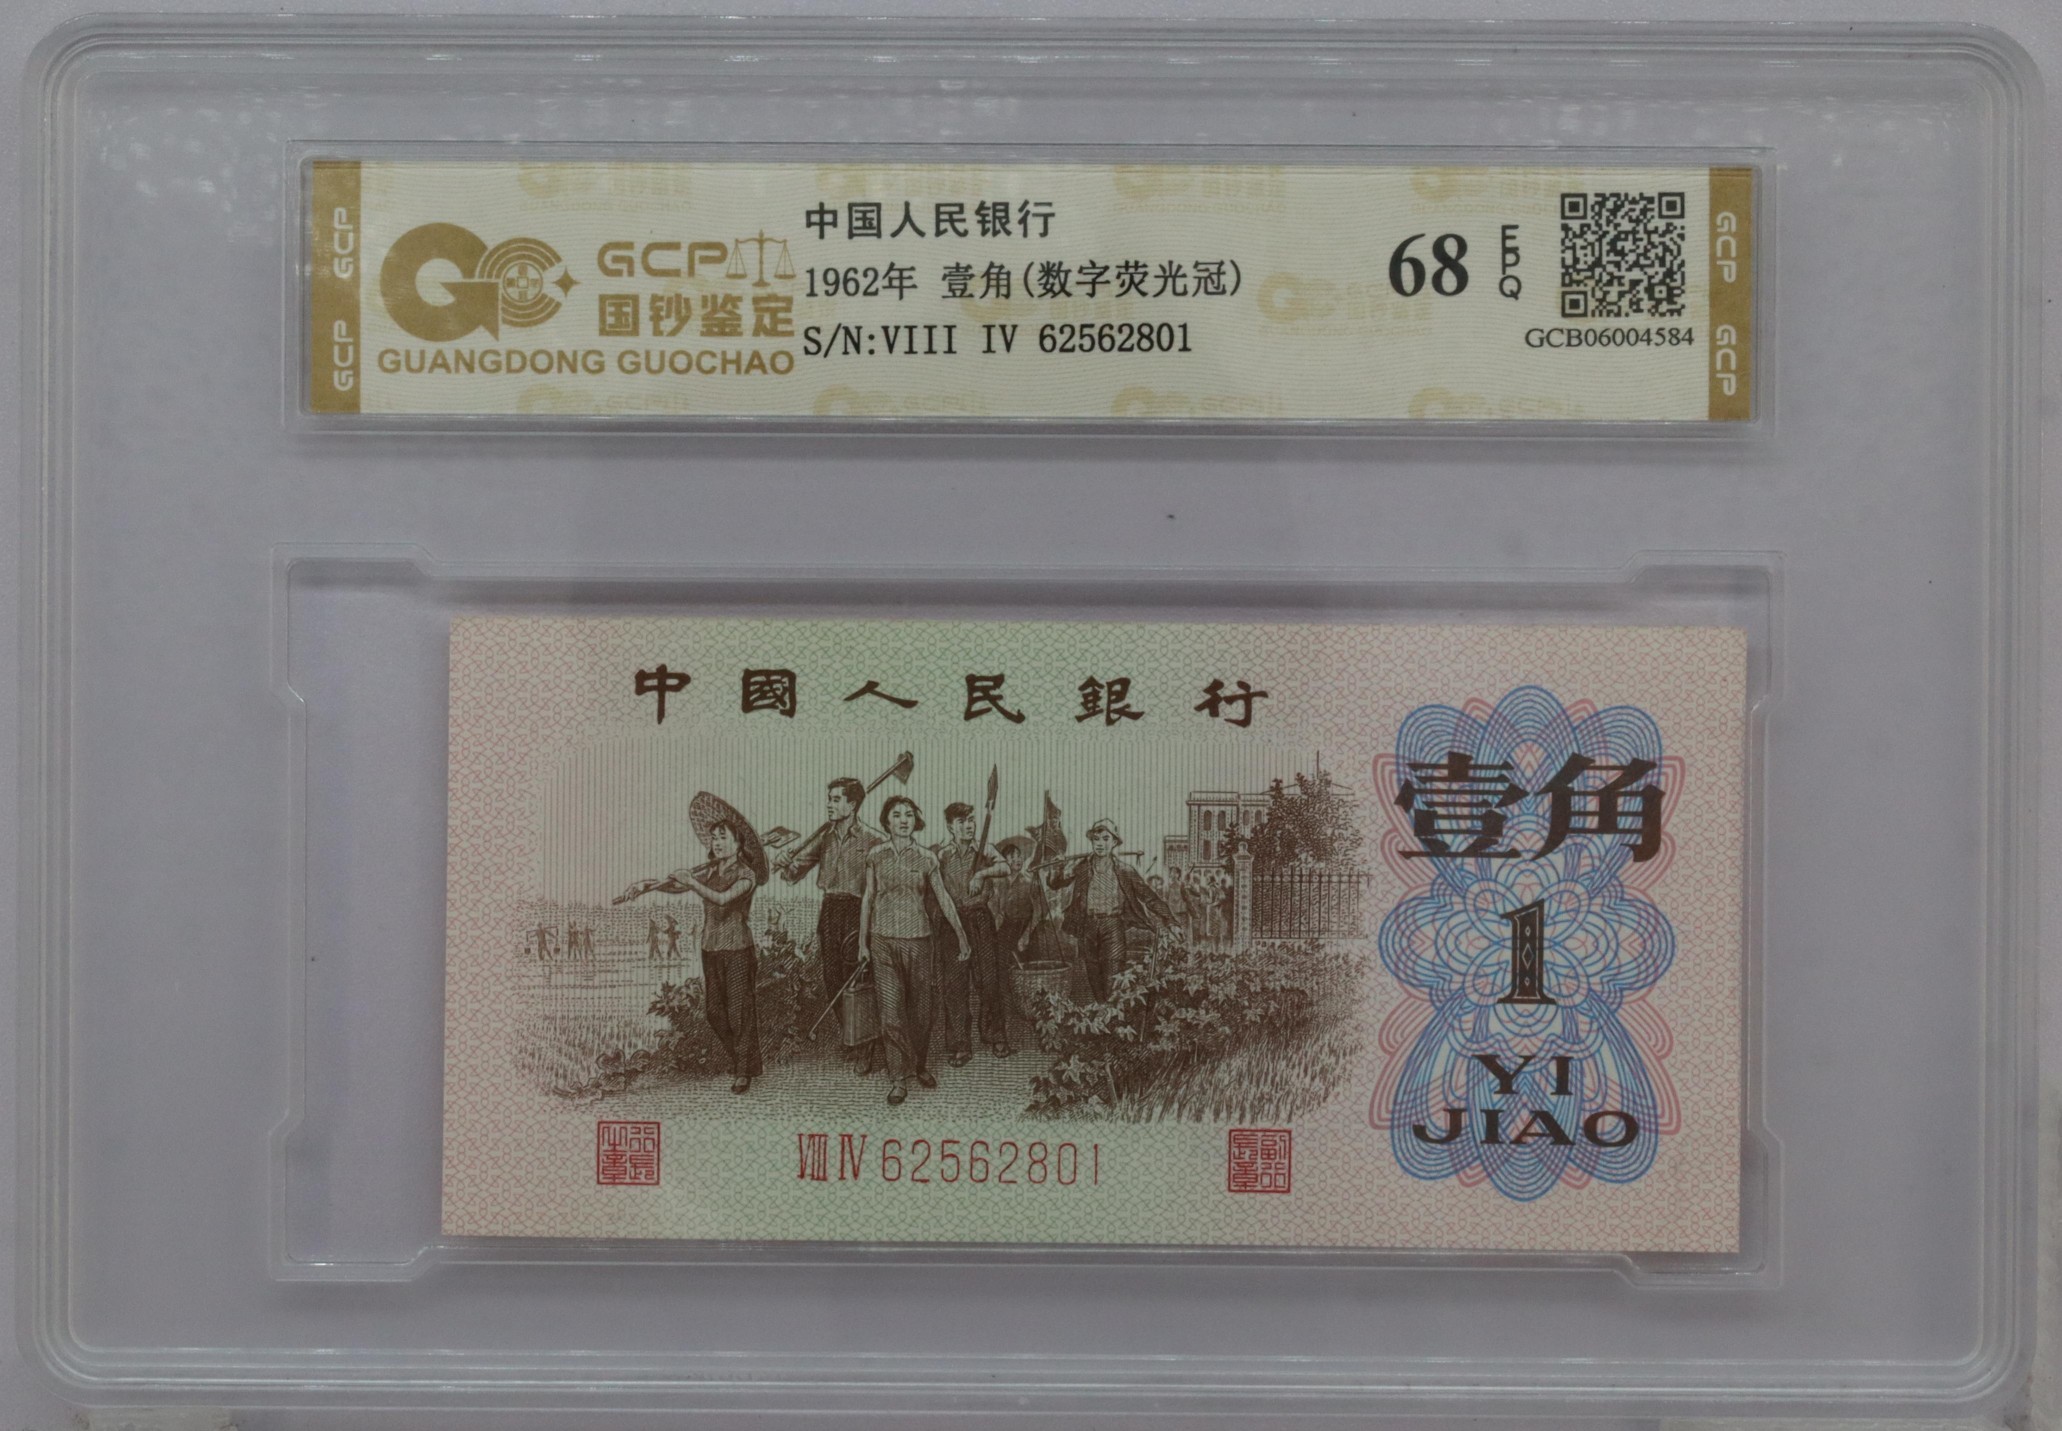 GCP
GCP
GCP
国钞鉴定
GUANGDONG GUOCHAO
中国人民银行
1962年 壹角(数字荧光冠)
S/N:VIII IV 62562801
68
EPQ
GCB06004584
GCP
GCP
中國人民銀行
壹角
1
YI
JIAO
VIII IV 62562801